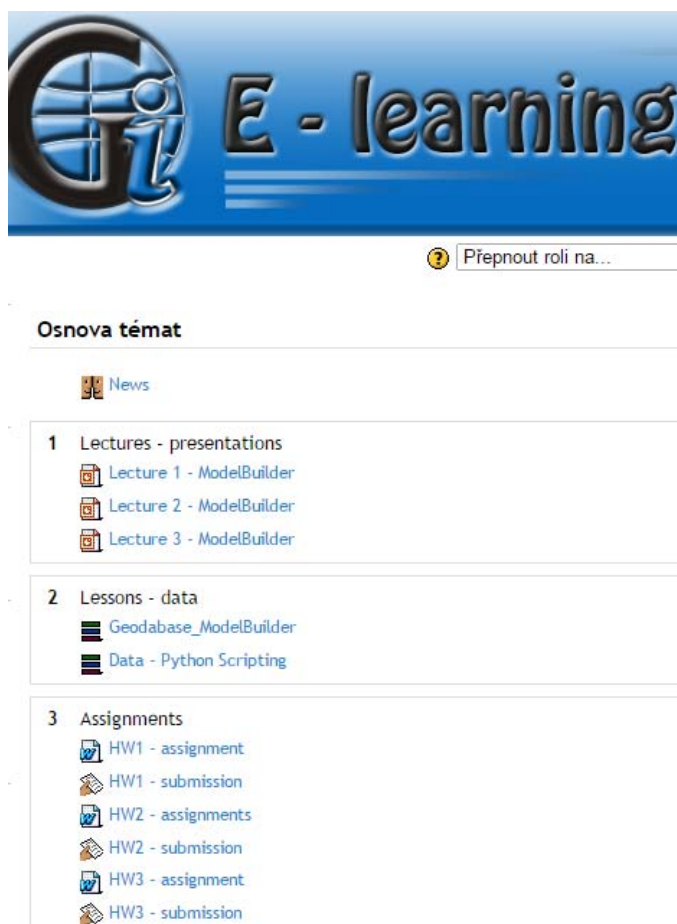 Gi E - learning
Přepnout roli na...
Osnova témat
News
1 Lectures - presentations
Lecture 1 - ModelBuilder
Lecture 2 - ModelBuilder
Lecture 3 - ModelBuilder
2 Lessons - data
Geodabase_ModelBuilder
Data - Python Scripting
3 Assignments
HW1 - assignment
HW1 - submission
HW2 - assignments
HW2 - submission
HW3 - assignment
HW3 - submission